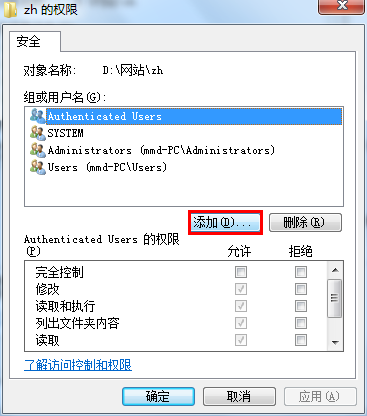 zh 的权限
安全
对象名称: D:\网站\zh
组或用户名(G):
Authenticated Users
SYSTEM
Administrators (mmd-PC\Administrators)
Users (mmd-PC\Users)
添加(D)... 删除(R)
Authenticated Users 的权限
(P) 允许 拒绝
完全控制
修改
读取和执行
列出文件夹内容
读取
了解访问控制和权限
确定 取消 应用(A)